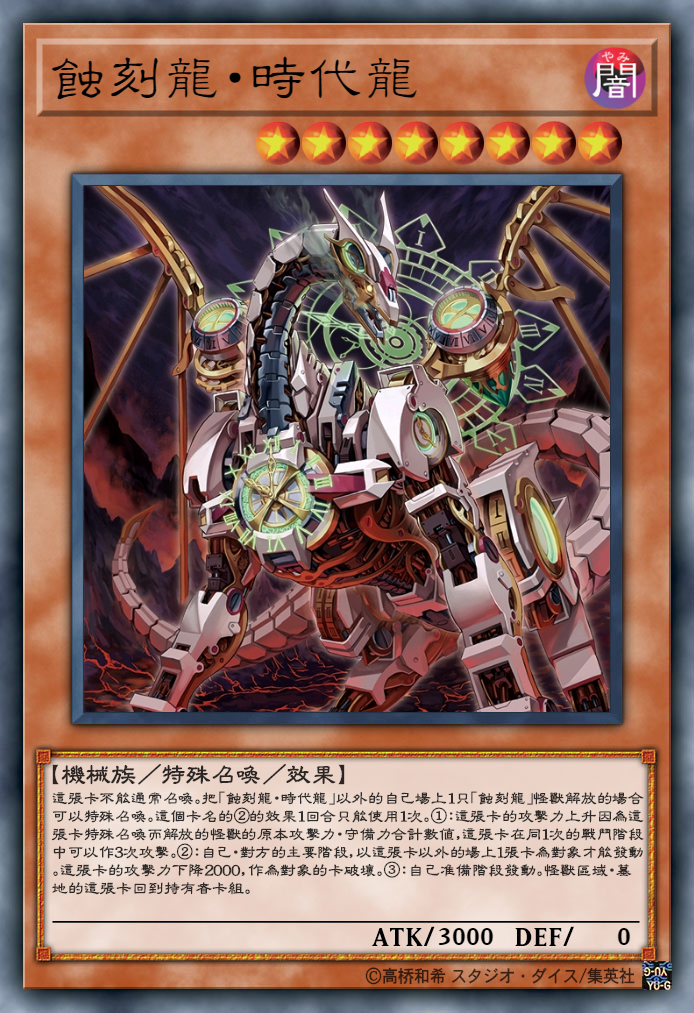 蝕刻龍・時代龍
やみ
闇
I
III
IV
【機械族／特殊召喚／效果】
這張卡不能通常召喚。把「蝕刻龍・時代龍」以外的自己場上1只「蝕刻龍」怪獸解放的場合
可以特殊召喚。這個卡名的②的效果1回合只能使用1次。①：這張卡的攻擊力上升因為這
張卡特殊召喚而解放的怪獸的原本攻擊力・守備力合計數值，這張卡在同1次的戰鬥階段
中可以作3次攻擊。②：自己・對方的主要階段，以這張卡以外的場上1張卡為對象才能發動
。這張卡的攻擊力下降2000，作為對象的卡破壞。③：自己準備階段發動。怪獸區域・墓
地的這張卡回到持有者卡組。
ATK/3000 DEF/ 0
©高桥和希 スタジオ・ダイス/集英社
YU-G